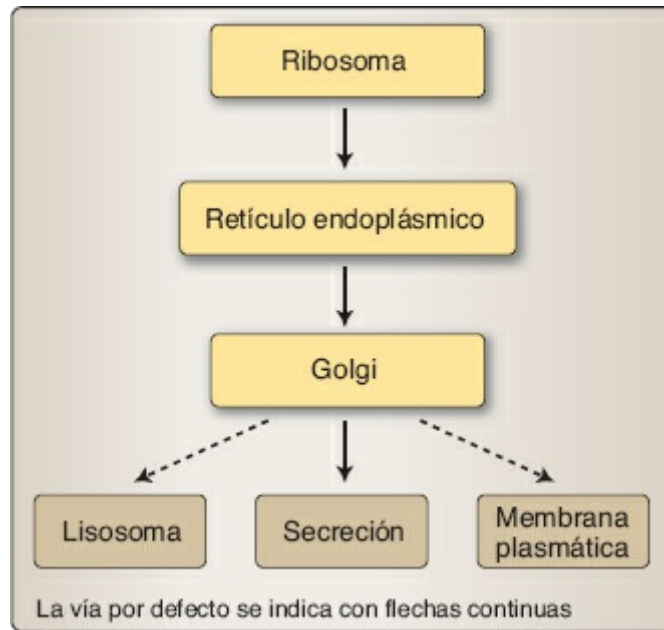 Ribosoma
Retículo endoplásmico
Golgi
Lisosoma
Secreción
Membrana
plasmática
La vía por defecto se indica con flechas continuas